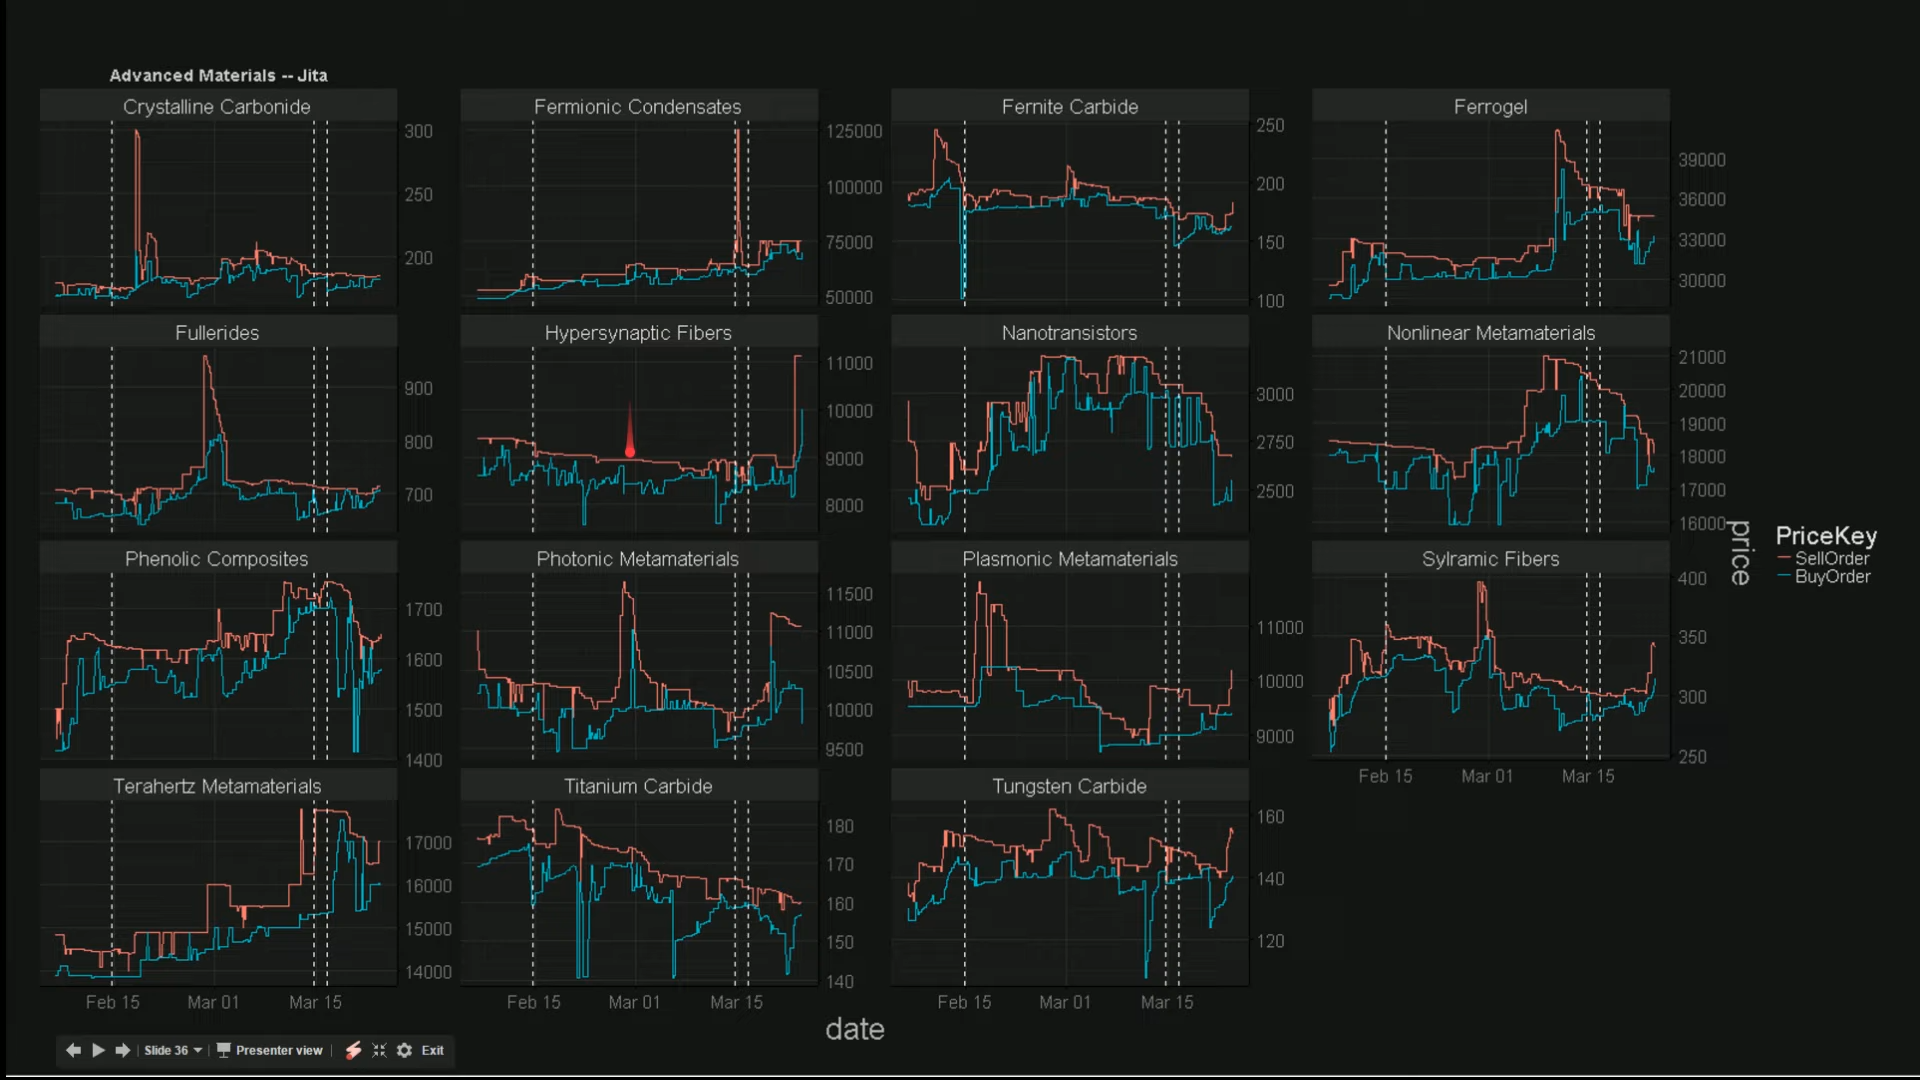 Advanced Materials -- Jita
Crystalline Carbonide
300
250
200
Fermionic Condensates
125000
100000
75000
50000
Fernite Carbide
250
200
150
100
Ferrogel
39000
36000
33000
30000
Fullerides
900
800
700
Hypersynaptic Fibers
11000
10000
9000
8000
Nanotransistors
3000
2750
2500
Nonlinear Metamaterials
21000
20000
19000
18000
17000
16000
Phenolic Composites
1700
1600
1500
1400
Photonic Metamaterials
11500
11000
10500
10000
9500
Plasmonic Metamaterials
11000
10000
9000
Sylramic Fibers
400
350
300
250
Feb 15 Mar 01 Mar 15
price
PriceKey
SellOrder
BuyOrder
Terahertz Metamaterials
17000
16000
15000
14000
Feb 15 Mar 01 Mar 15
Titanium Carbide
180
170
160
150
140
Feb 15 Mar 01 Mar 15
Tungsten Carbide
160
140
120
Feb 15 Mar 01 Mar 15
date
Slide 36 Presenter view Exit